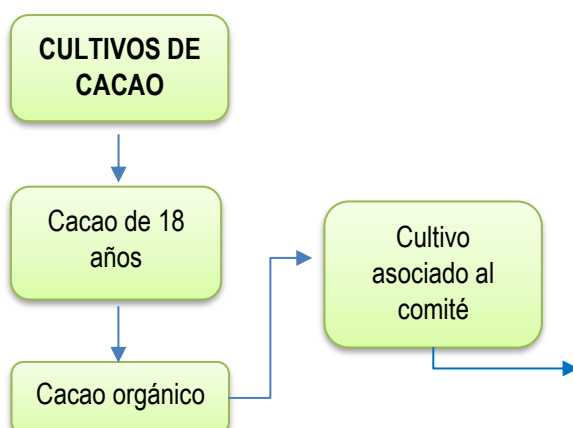 CULTIVOS DE
CACAO
Cacao de 18
años
Cacao orgánico
Cultivo
asociado al
comité